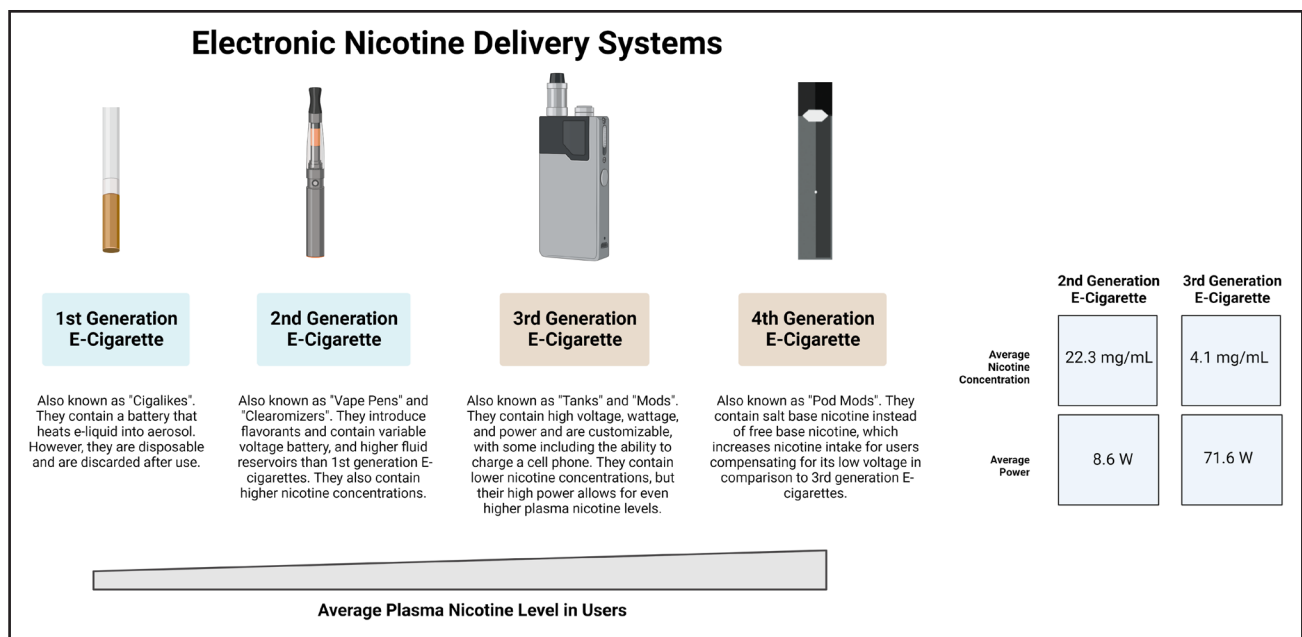 Electronic Nicotine Delivery Systems
1st Generation
E-Cigarette
Also known as "Cigalikes".
They contain a battery that
heats e-liquid into aerosol.
However, they are disposable
and are discarded after use.
2nd Generation
E-Cigarette
Also known as "Vape Pens" and
"Clearomizers". They introduce
flavorants and contain variable
voltage battery, and higher fluid
reservoirs than 1st generation E-
cigarettes. They also contain
higher nicotine concentrations.
3rd Generation
E-Cigarette
Also known as "Tanks" and "Mods".
They contain high voltage, wattage,
and power and are customizable,
with some including the ability to
charge a cell phone. They contain
lower nicotine concentrations, but
their high power allows for even
higher plasma nicotine levels.
4th Generation
E-Cigarette
Also known as "Pod Mods". They
contain salt base nicotine instead
of free base nicotine, which
increases nicotine intake for users
compensating for its low voltage in
comparison to 3rd generation E-
cigarettes.
Average Plasma Nicotine Level in Users
2nd Generation
E-Cigarette
3rd Generation
E-Cigarette
Average
Nicotine
Concentration
22.3 mg/mL
4.1 mg/mL
Average
Power
8.6 W
71.6 W